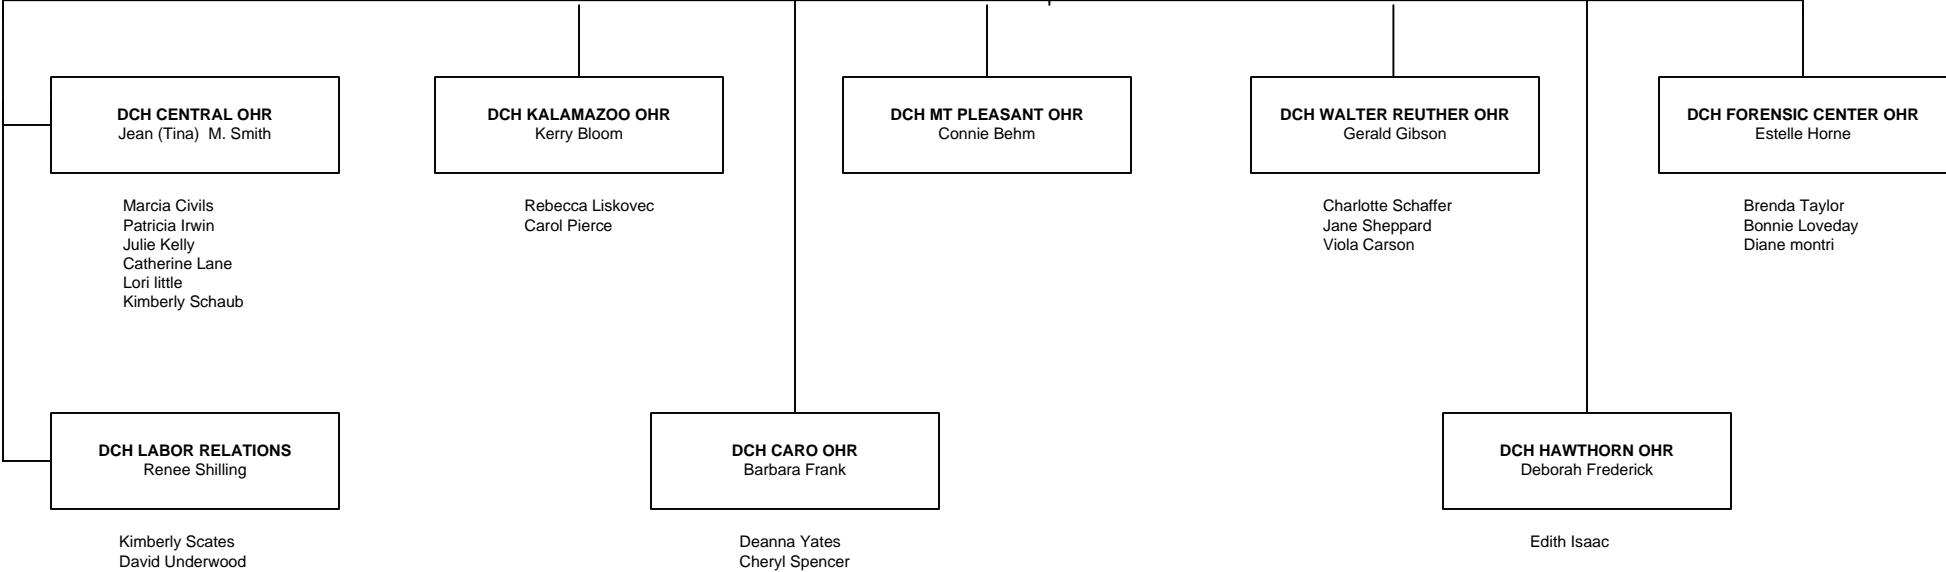 DCH CENTRAL OHR
Jean (Tina)  M. Smith
Marcia Civils
Patricia Irwin
Julie Kelly
Catherine Lane
Lori little
Kimberly Schaub
DCH KALAMAZOO OHR
Kerry Bloom
Rebecca Liskovec
Carol Pierce
DCH MT PLEASANT OHR
Connie Behm
DCH WALTER REUTHER OHR
Gerald Gibson
Charlotte Schaffer
Jane Sheppard
Viola Carson
DCH FORENSIC CENTER OHR
Estelle Horne
Brenda Taylor
Bonnie Loveday
Diane montri
DCH LABOR RELATIONS
Renee Shilling
Kimberly Scates
David Underwood
DCH CARO OHR
Barbara Frank
Deanna Yates
Cheryl Spencer
DCH HAWTHORN OHR
Deborah Frederick
Edith Isaac